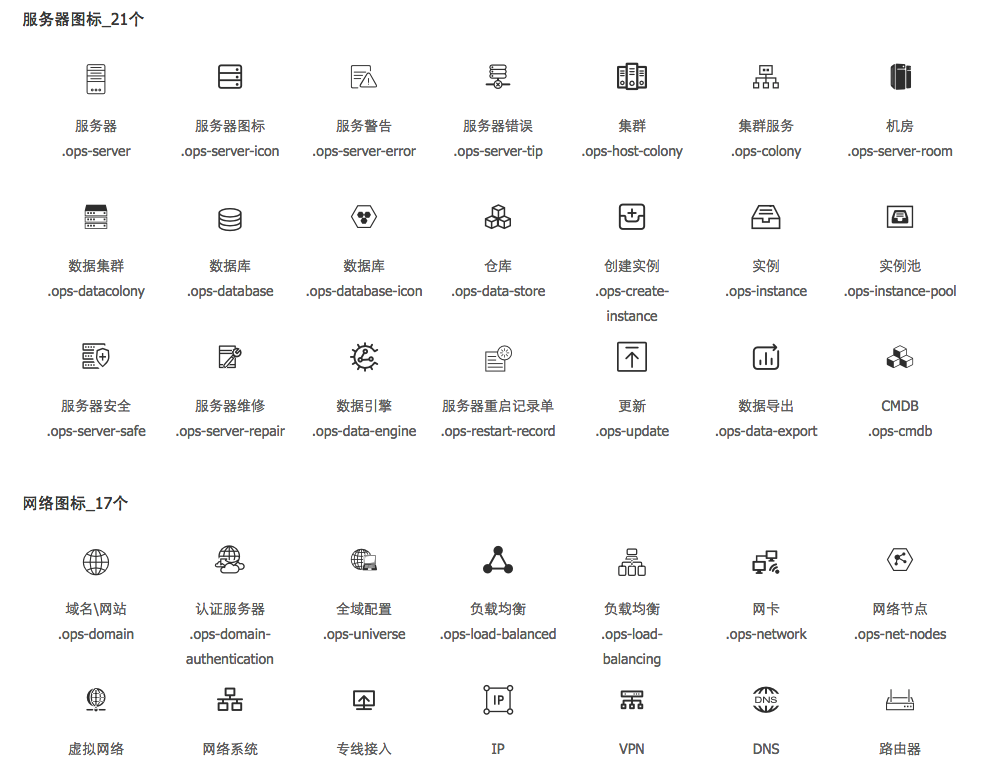 服务器图标_21个
服务器 服务器图标 服务警告 服务器错误 集群 集群服务 机房
.ops-server .ops-server-icon .ops-server-error .ops-server-tip .ops-host-colony .ops-colony .ops-server-room
数据集群 数据库 数据库 仓库 创建实例 实例 实例池
.ops-datacolony .ops-database .ops-database-icon .ops-data-store .ops-create- .ops-instance .ops-instance-pool
instance
服务器安全 服务器维修 数据引擎 服务器重启记录单 更新 数据导出 CMDB
.ops-server-safe .ops-server-repair .ops-data-engine .ops-restart-record .ops-update .ops-data-export .ops-cmdb
网络图标_17个
域名\网站 认证服务器 全域配置 负载均衡 负载均衡 网卡 网络节点
.ops-domain .ops-domain- .ops-universe .ops-load-balanced .ops-load- .ops-network .ops-net-nodes
authentication balancing
IP DNS
虚拟网络 网络系统 专线接入 IP VPN DNS 路由器